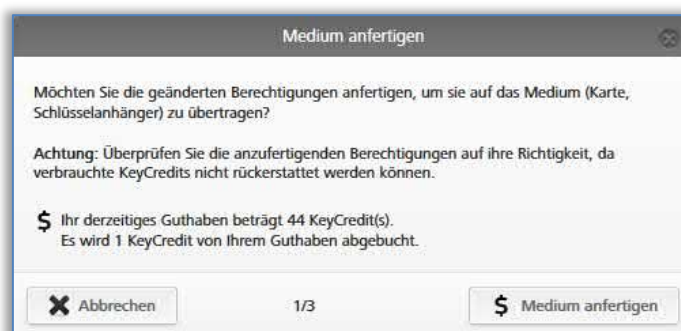 Medium anfertigen
Möchten Sie die geänderten Berechtigungen anfertigen, um sie auf das Medium (Karte,
Schlüsselanhänger) zu übertragen?
Achtung: Überprüfen Sie die anzufertigenden Berechtigungen auf ihre Richtigkeit, da
verbrauchte KeyCredits nicht rückerstattet werden können.
$ Ihr derzeitiges Guthaben beträgt 44 KeyCredit(s).
Es wird 1 KeyCredit von Ihrem Guthaben abgebucht.
Abbrechen 1/3 $ Medium anfertigen